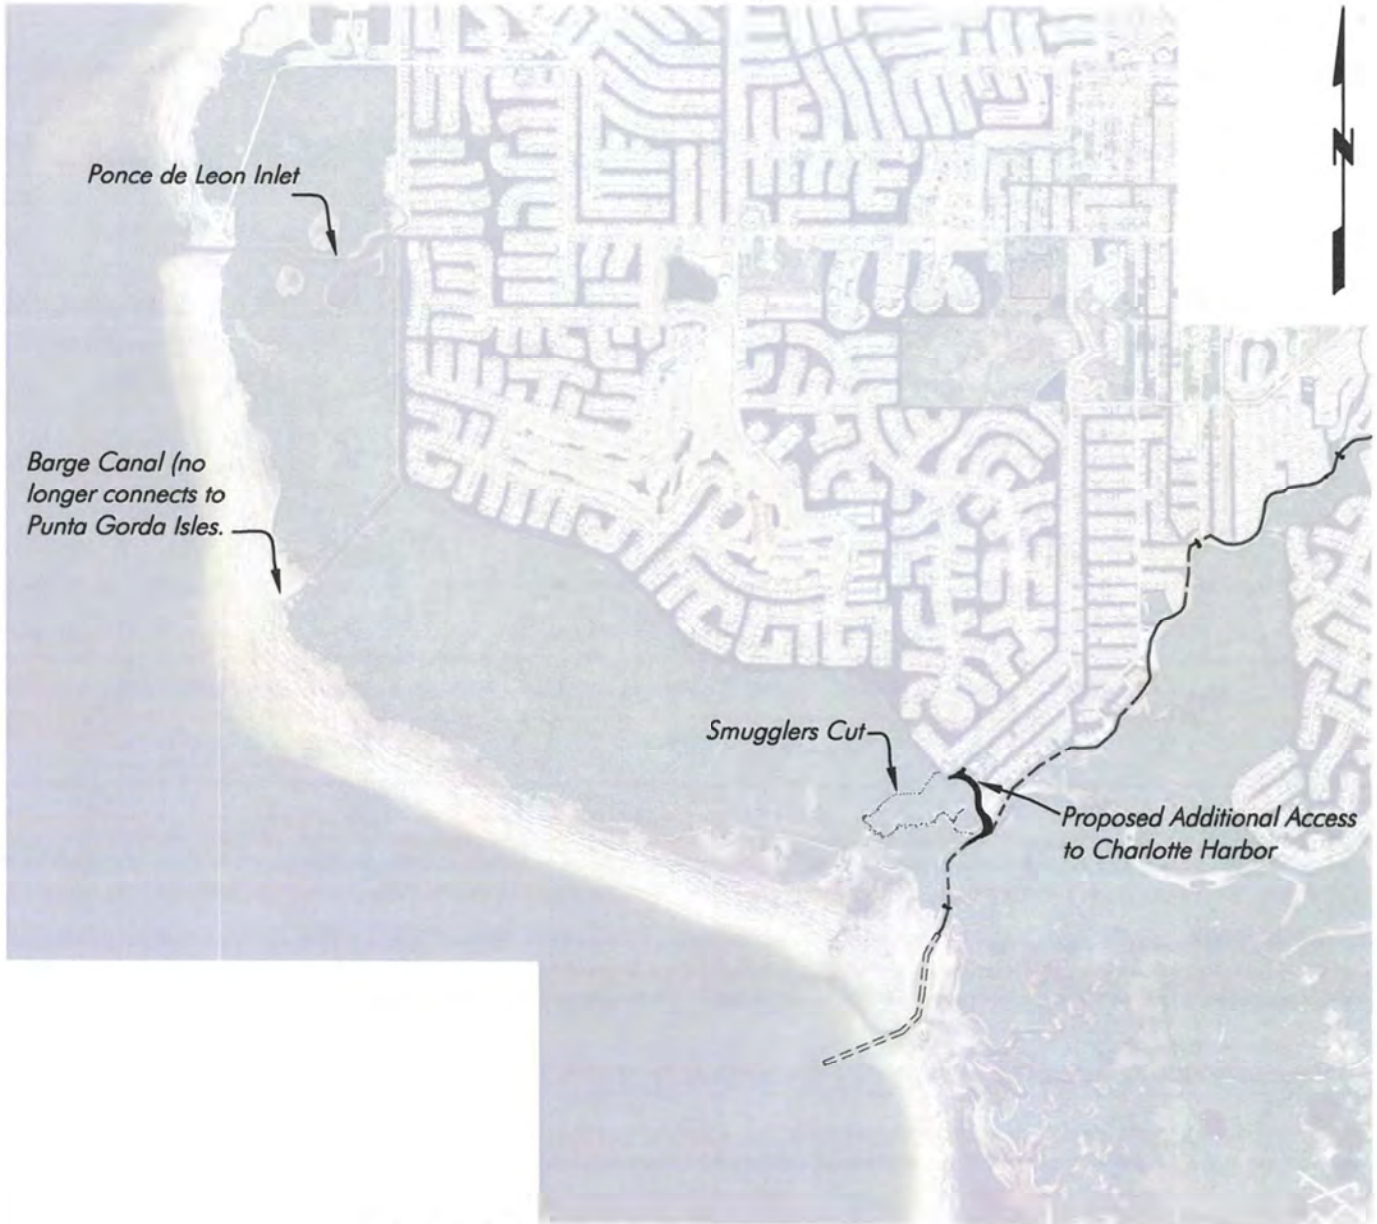 N
Ponce de Leon Inlet
Barge Canal (no
longer connects to
Punta Gorda Isles.
Smugglers Cut
Proposed Additional Access
to Charlotte Harbor